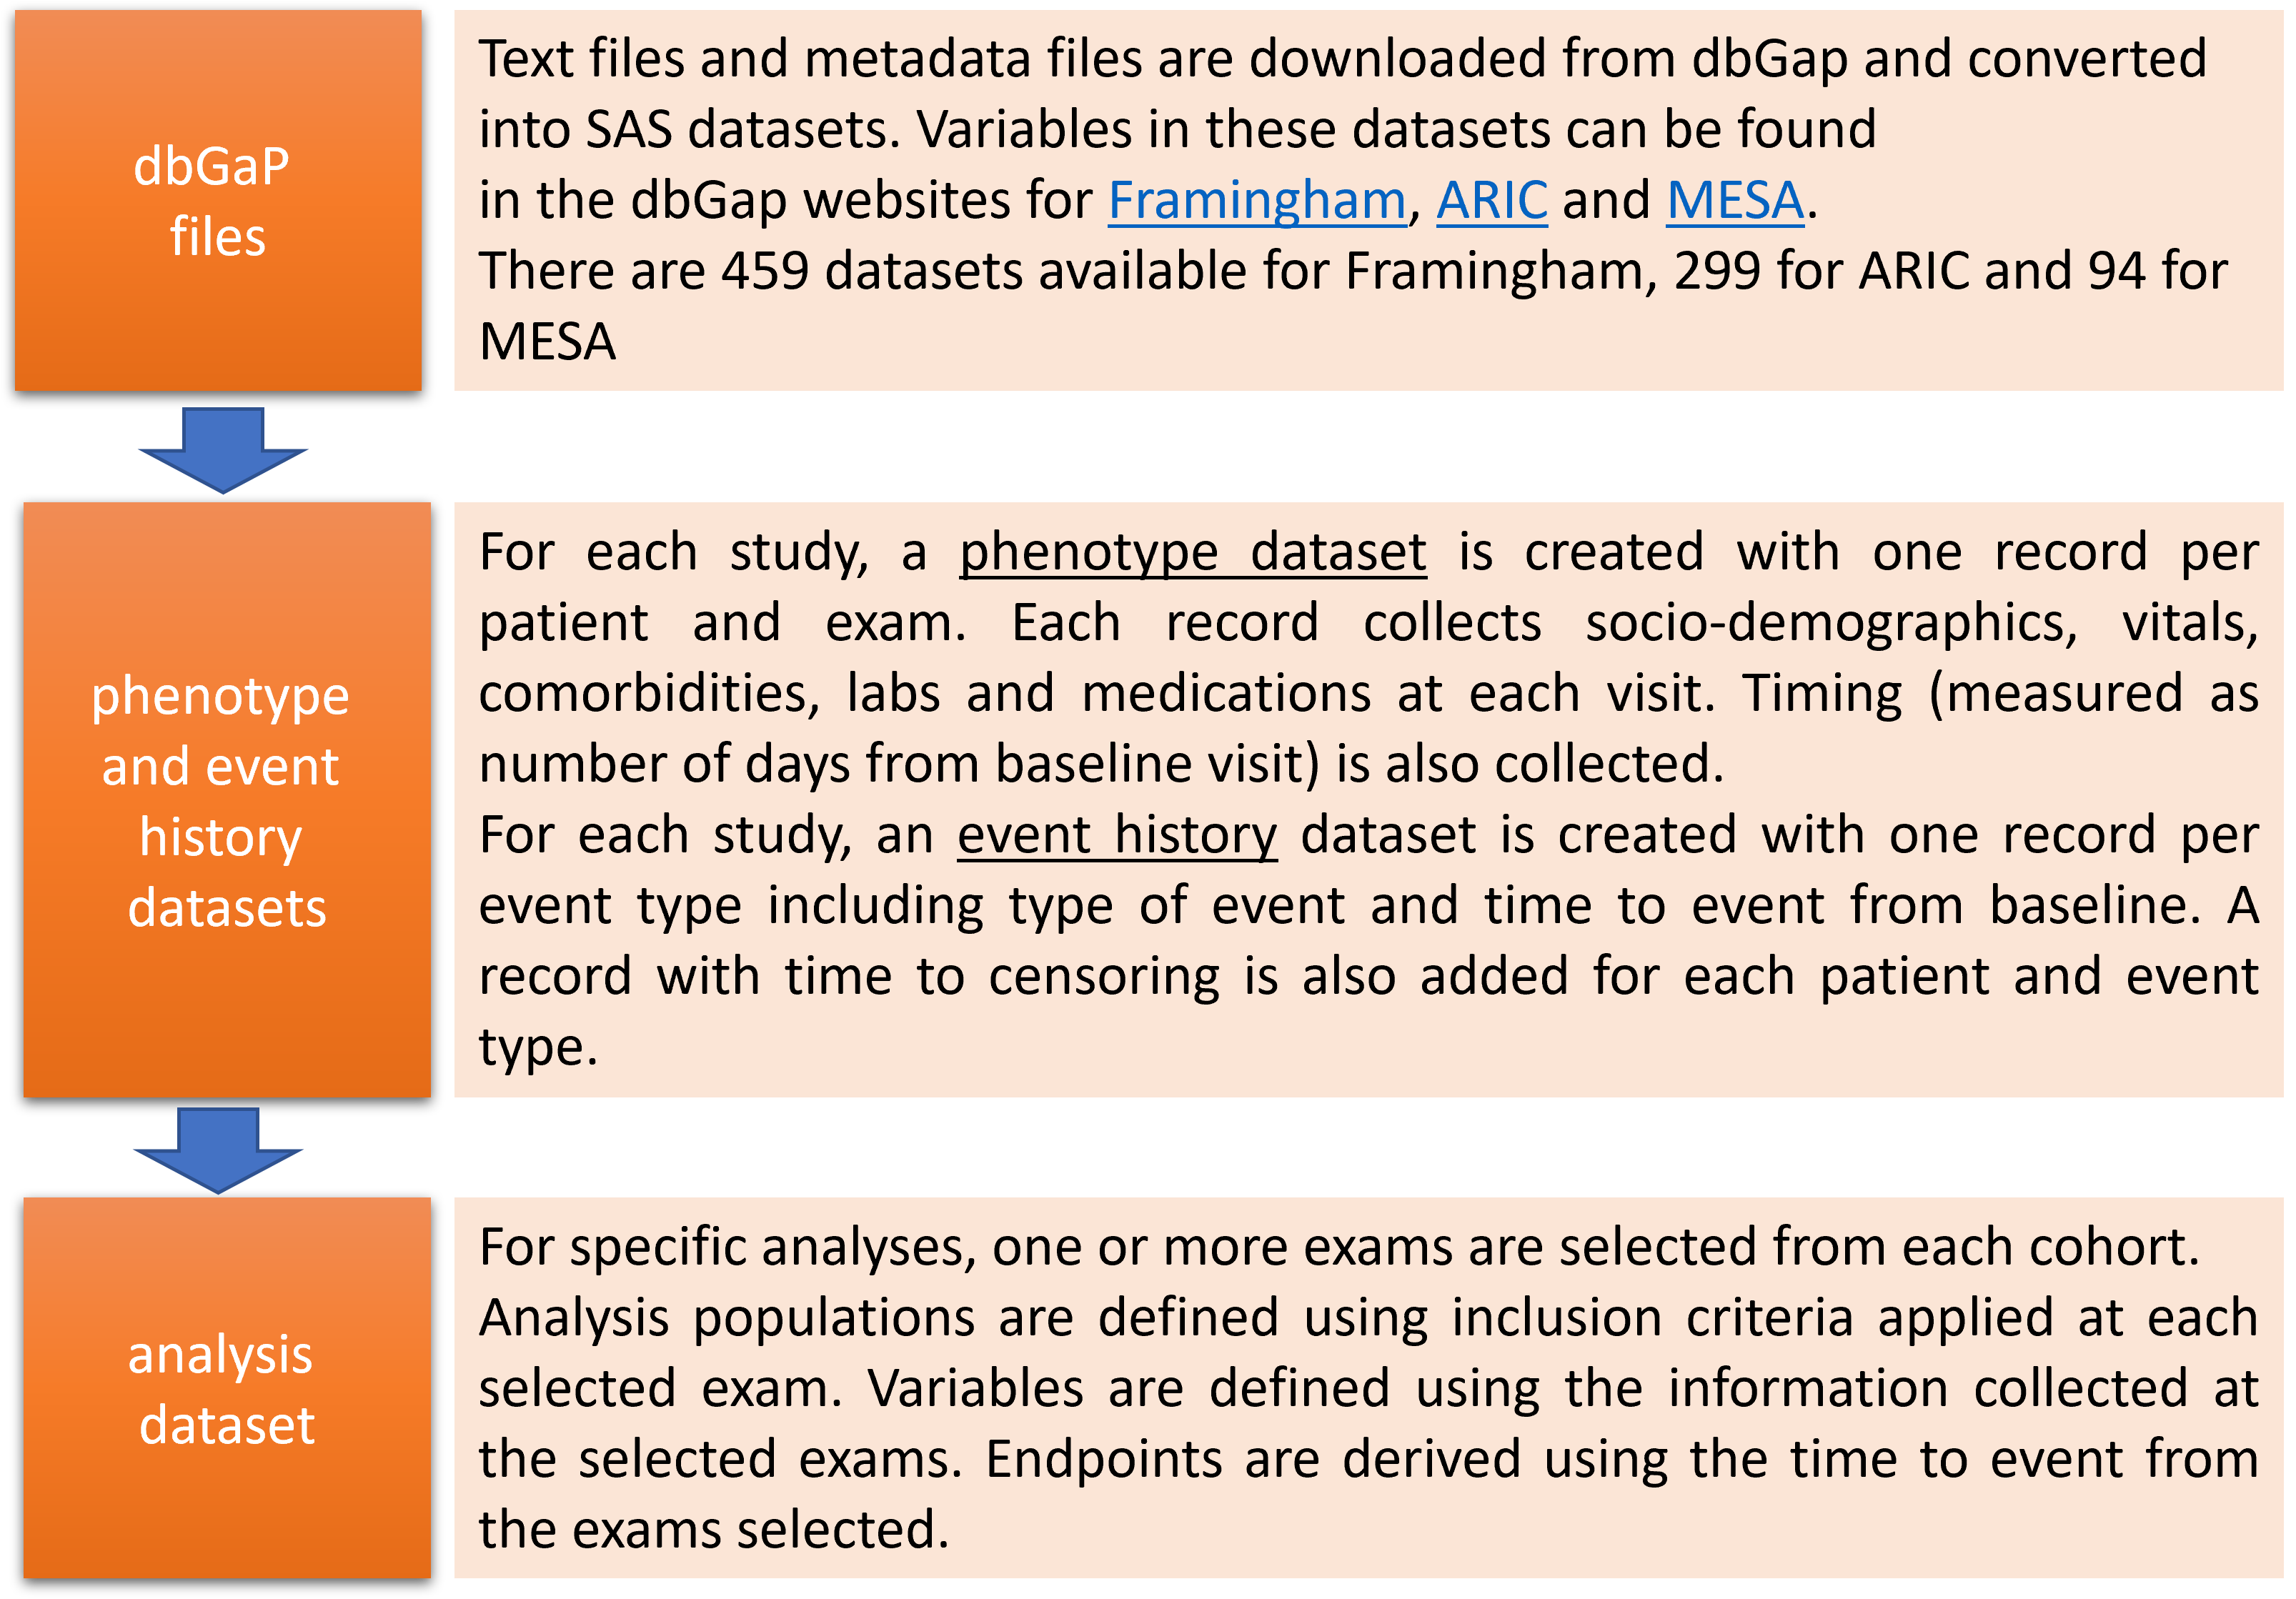 dbGaP
files
Text files and metadata files are downloaded from dbGap and converted
into SAS datasets. Variables in these datasets can be found
in the dbGap websites for Framingham, ARIC and MESA.
There are 459 datasets available for Framingham, 299 for ARIC and 94 for
MESA
phenotype
and event
history
datasets
For each study, a phenotype dataset is created with one record per
patient and exam. Each record collects socio-demographics, vitals,
comorbidities, labs and medications at each visit. Timing (measured as
number of days from baseline visit) is also collected.
For each study, an event history dataset is created with one record per
event type including type of event and time to event from baseline. A
record with time to censoring is also added for each patient and event
type.
analysis
dataset
For specific analyses, one or more exams are selected from each cohort.
Analysis populations are defined using inclusion criteria applied at each
selected exam. Variables are defined using the information collected at
the selected exams. Endpoints are derived using the time to event from
the exams selected.